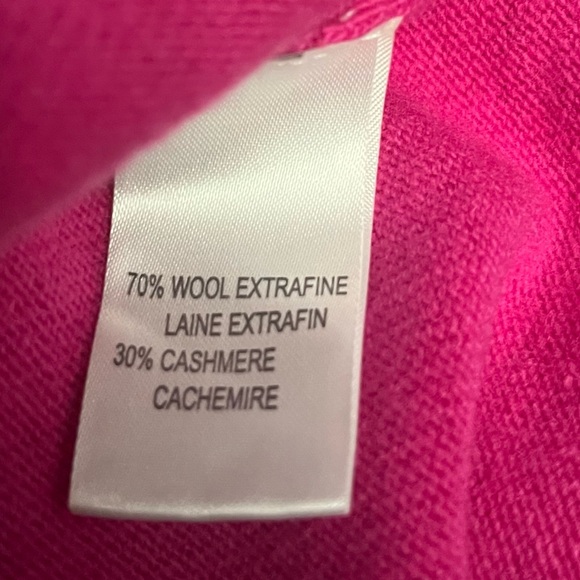 70% WOOL EXTRAFINE
LAINE EXTRAFIN
30% CASHMERE
CACHEMIRE